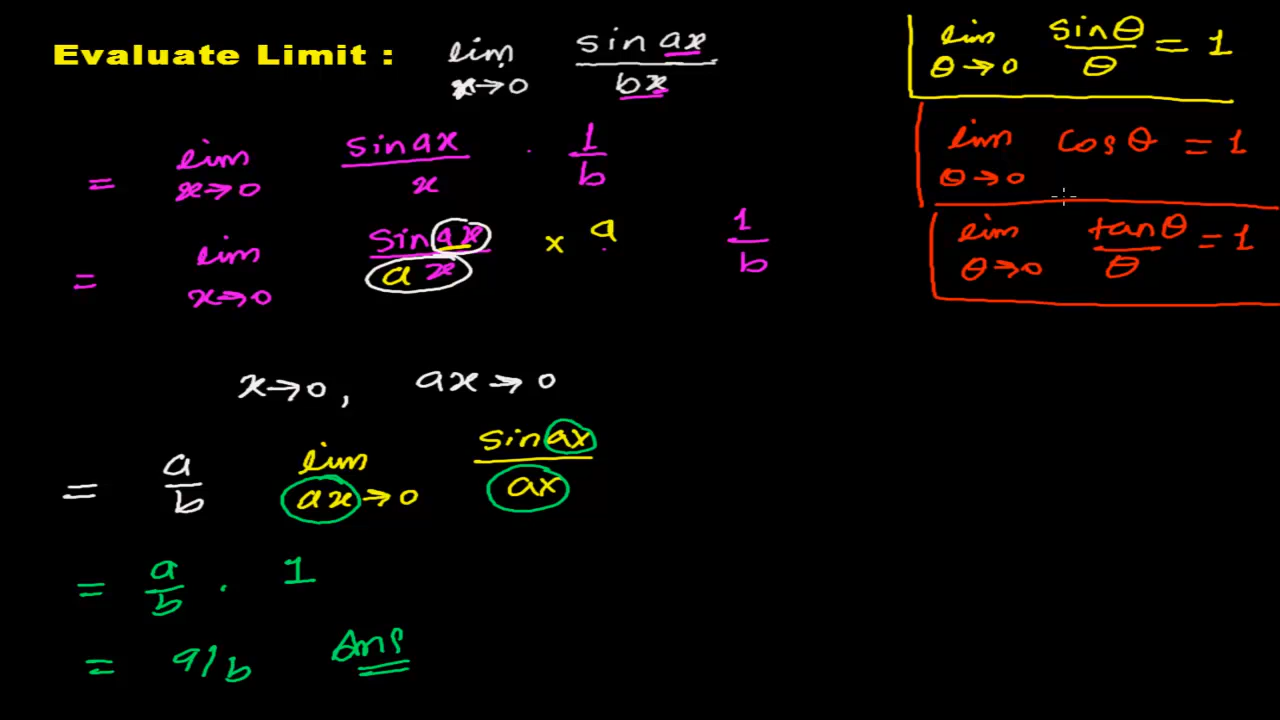 Evaluate Limit : lim x→0 sin ax / bx
= lim x→0 sin ax / x · 1/b
= lim x→0 sin ax / a x × a 1/b
x→0, ax→0
= a/b lim ax→0 sin ax / ax
= a/b · 1
= a/b Ans
lim θ→0 sinθ/θ = 1
lim θ→0 cosθ = 1
lim θ→0 tanθ/θ = 1